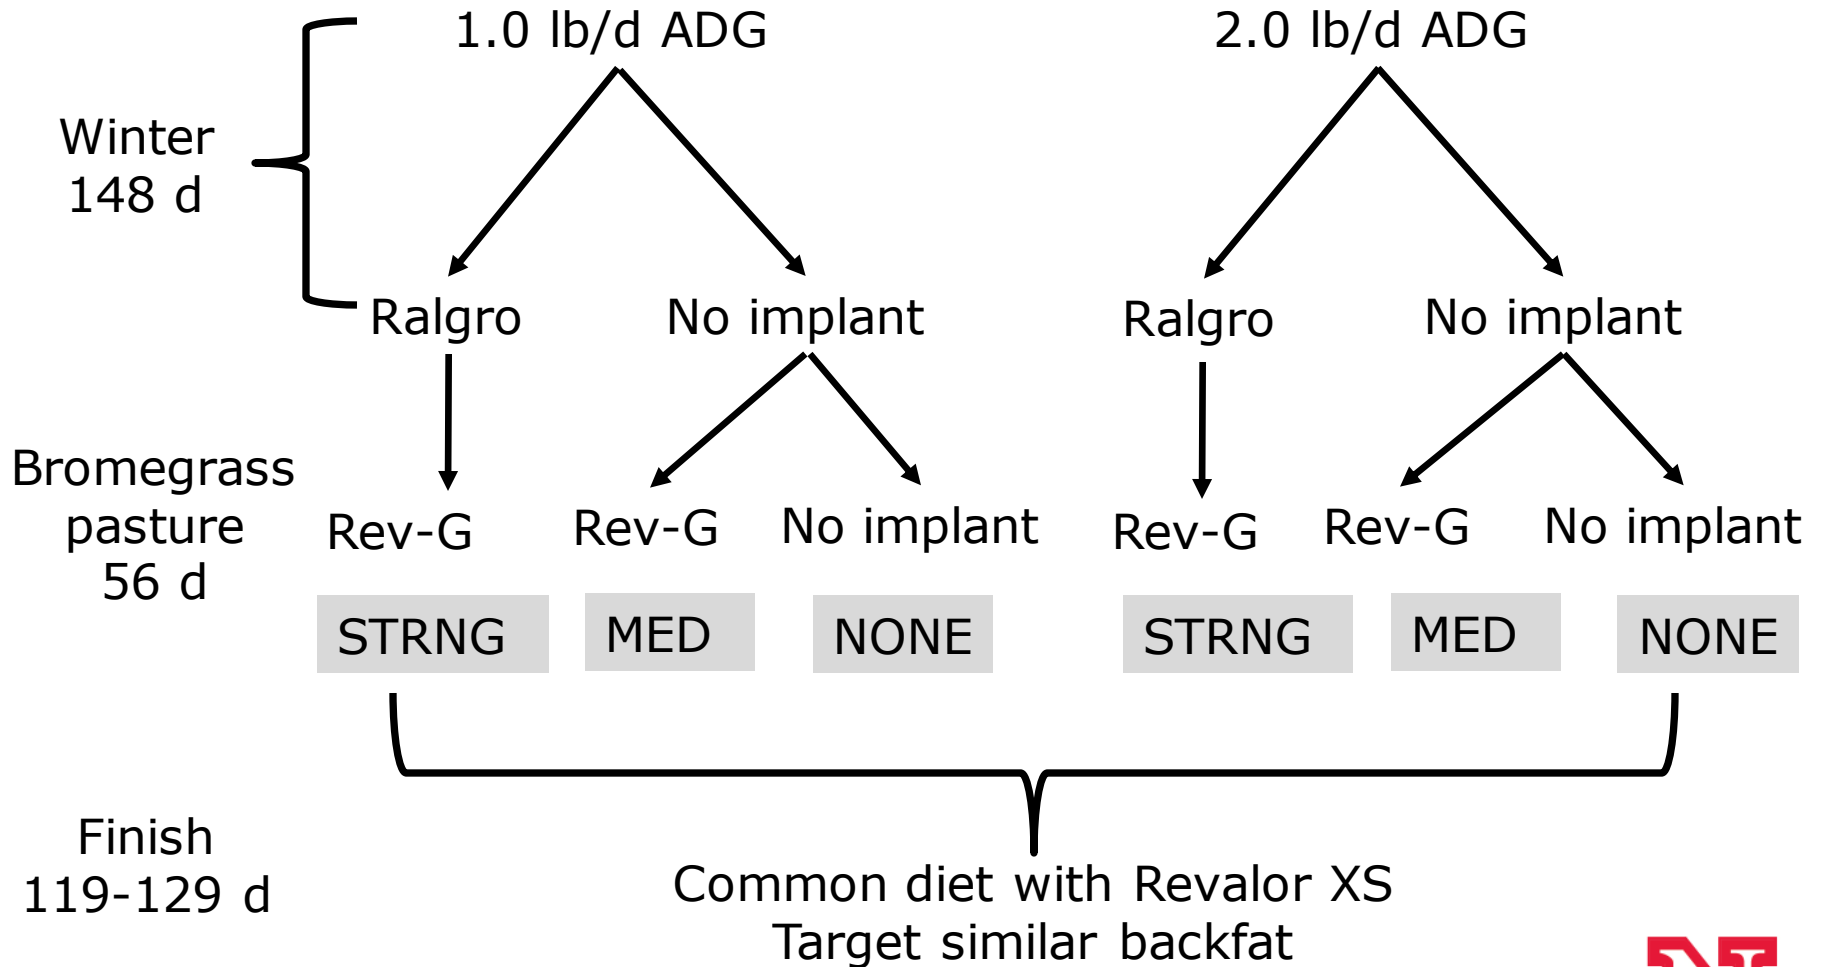 1.0 lb/d ADG
2.0 lb/d ADG
Winter
148 d
Ralgro
No implant
Ralgro
No implant
Bromegrass
pasture
56 d
Rev-G
Rev-G
No implant
Rev-G
Rev-G
No implant
STRNG
MED
NONE
STRNG
MED
NONE
Finish
119-129 d
Common diet with Revalor XS
Target similar backfat
N